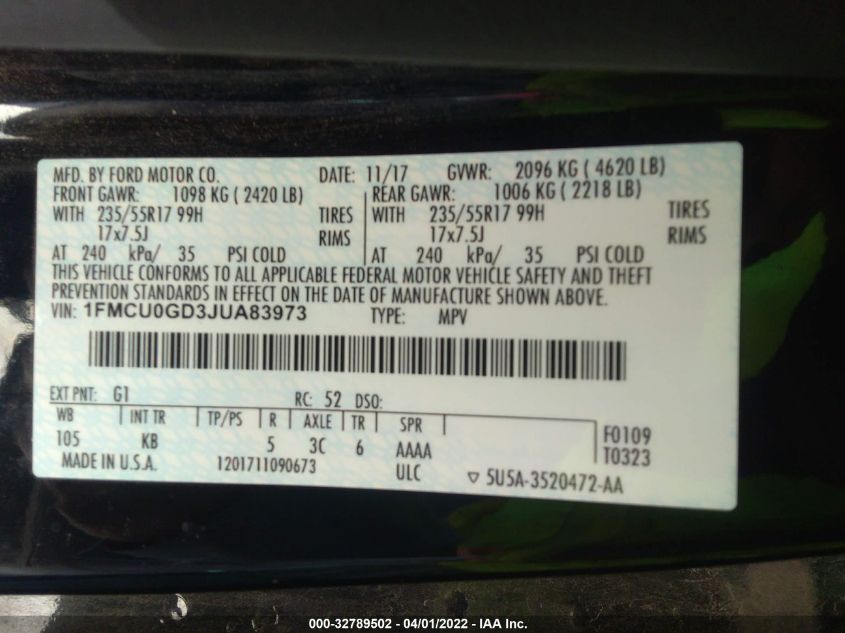 MFD. BY FORD MOTOR CO. DATE: 11/17 GVWR: 2096 KG ( 4620 LB)
FRONT GAWR: 1098 KG ( 2420 LB) REAR GAWR: 1006 KG ( 2218 LB)
WITH 235/55R17 99H TIRES WITH 235/55R17 99H TIRES
17x7.5J RIMS 17x7.5J RIMS
AT 240 kPa/ 35 PSI COLD AT 240 kPa/ 35 PSI COLD
THIS VEHICLE CONFORMS TO ALL APPLICABLE FEDERAL MOTOR VEHICLE SAFETY AND THEFT
PREVENTION STANDARDS IN EFFECT ON THE DATE OF MANUFACTURE SHOWN ABOVE.
VIN: 1FMCU0GD3JUA83973 TYPE: MPV
EXT PNT: G1 RC: 52 DSO:
WB INT TR TP/PS R AXLE TR SPR
105 KB 5 3C 6 AAAA F0109
T0323
MADE IN U.S.A. 1201711090673 ULC 5U5A-3520472-AA
000-32789502 - 04/01/2022 - IAA Inc.